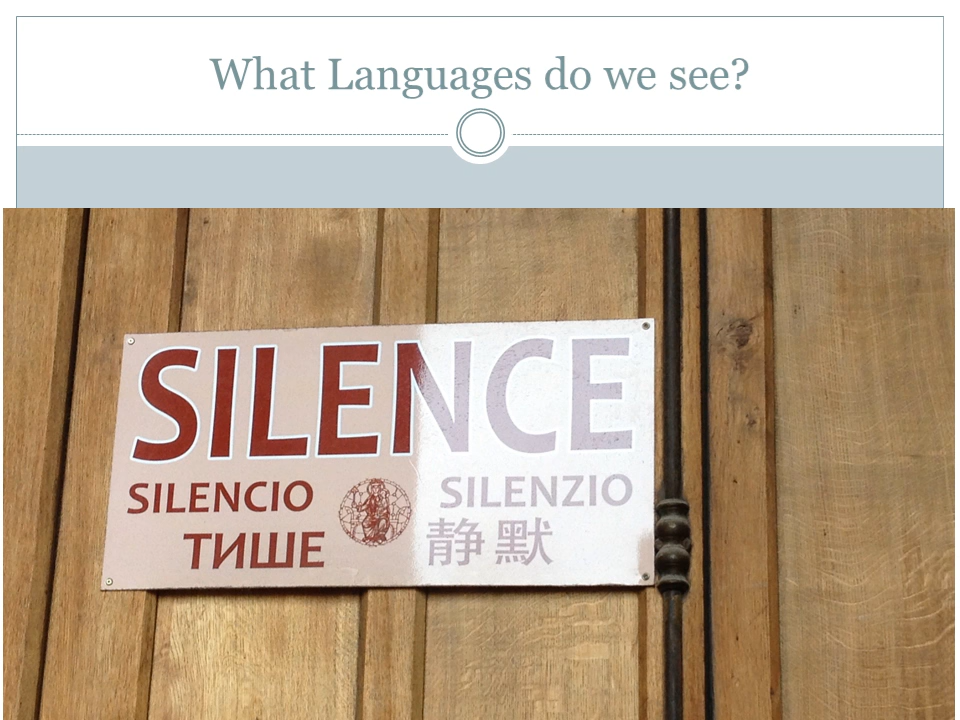 What Languages do we see?
SILENCE
SILENCIO SILENZIO
ТИШЕ 静默